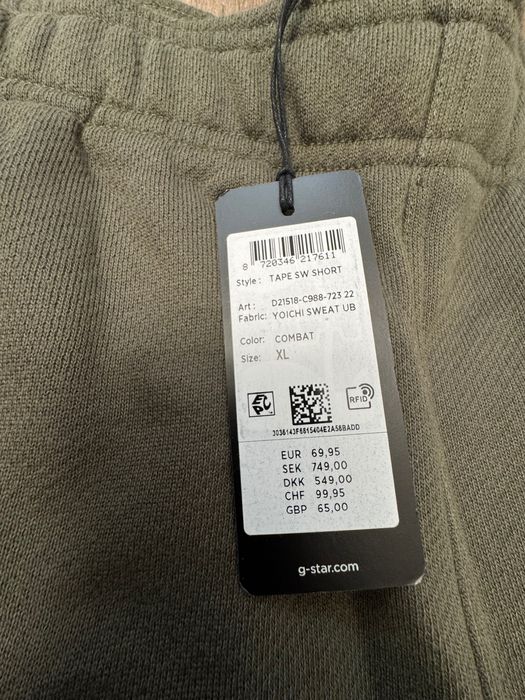 8 720346 217611
Style : TAPE SW SHORT
Art : D21518-C988-723 22
Fabric: YOICHI SWEAT UB
Color: COMBAT
Size: XL
EPC
RFID
3036143F6815404E2A58BADD
EUR 69,95
SEK 749,00
DKK 549,00
CHF 99,95
GBP 65,00
g-star.com